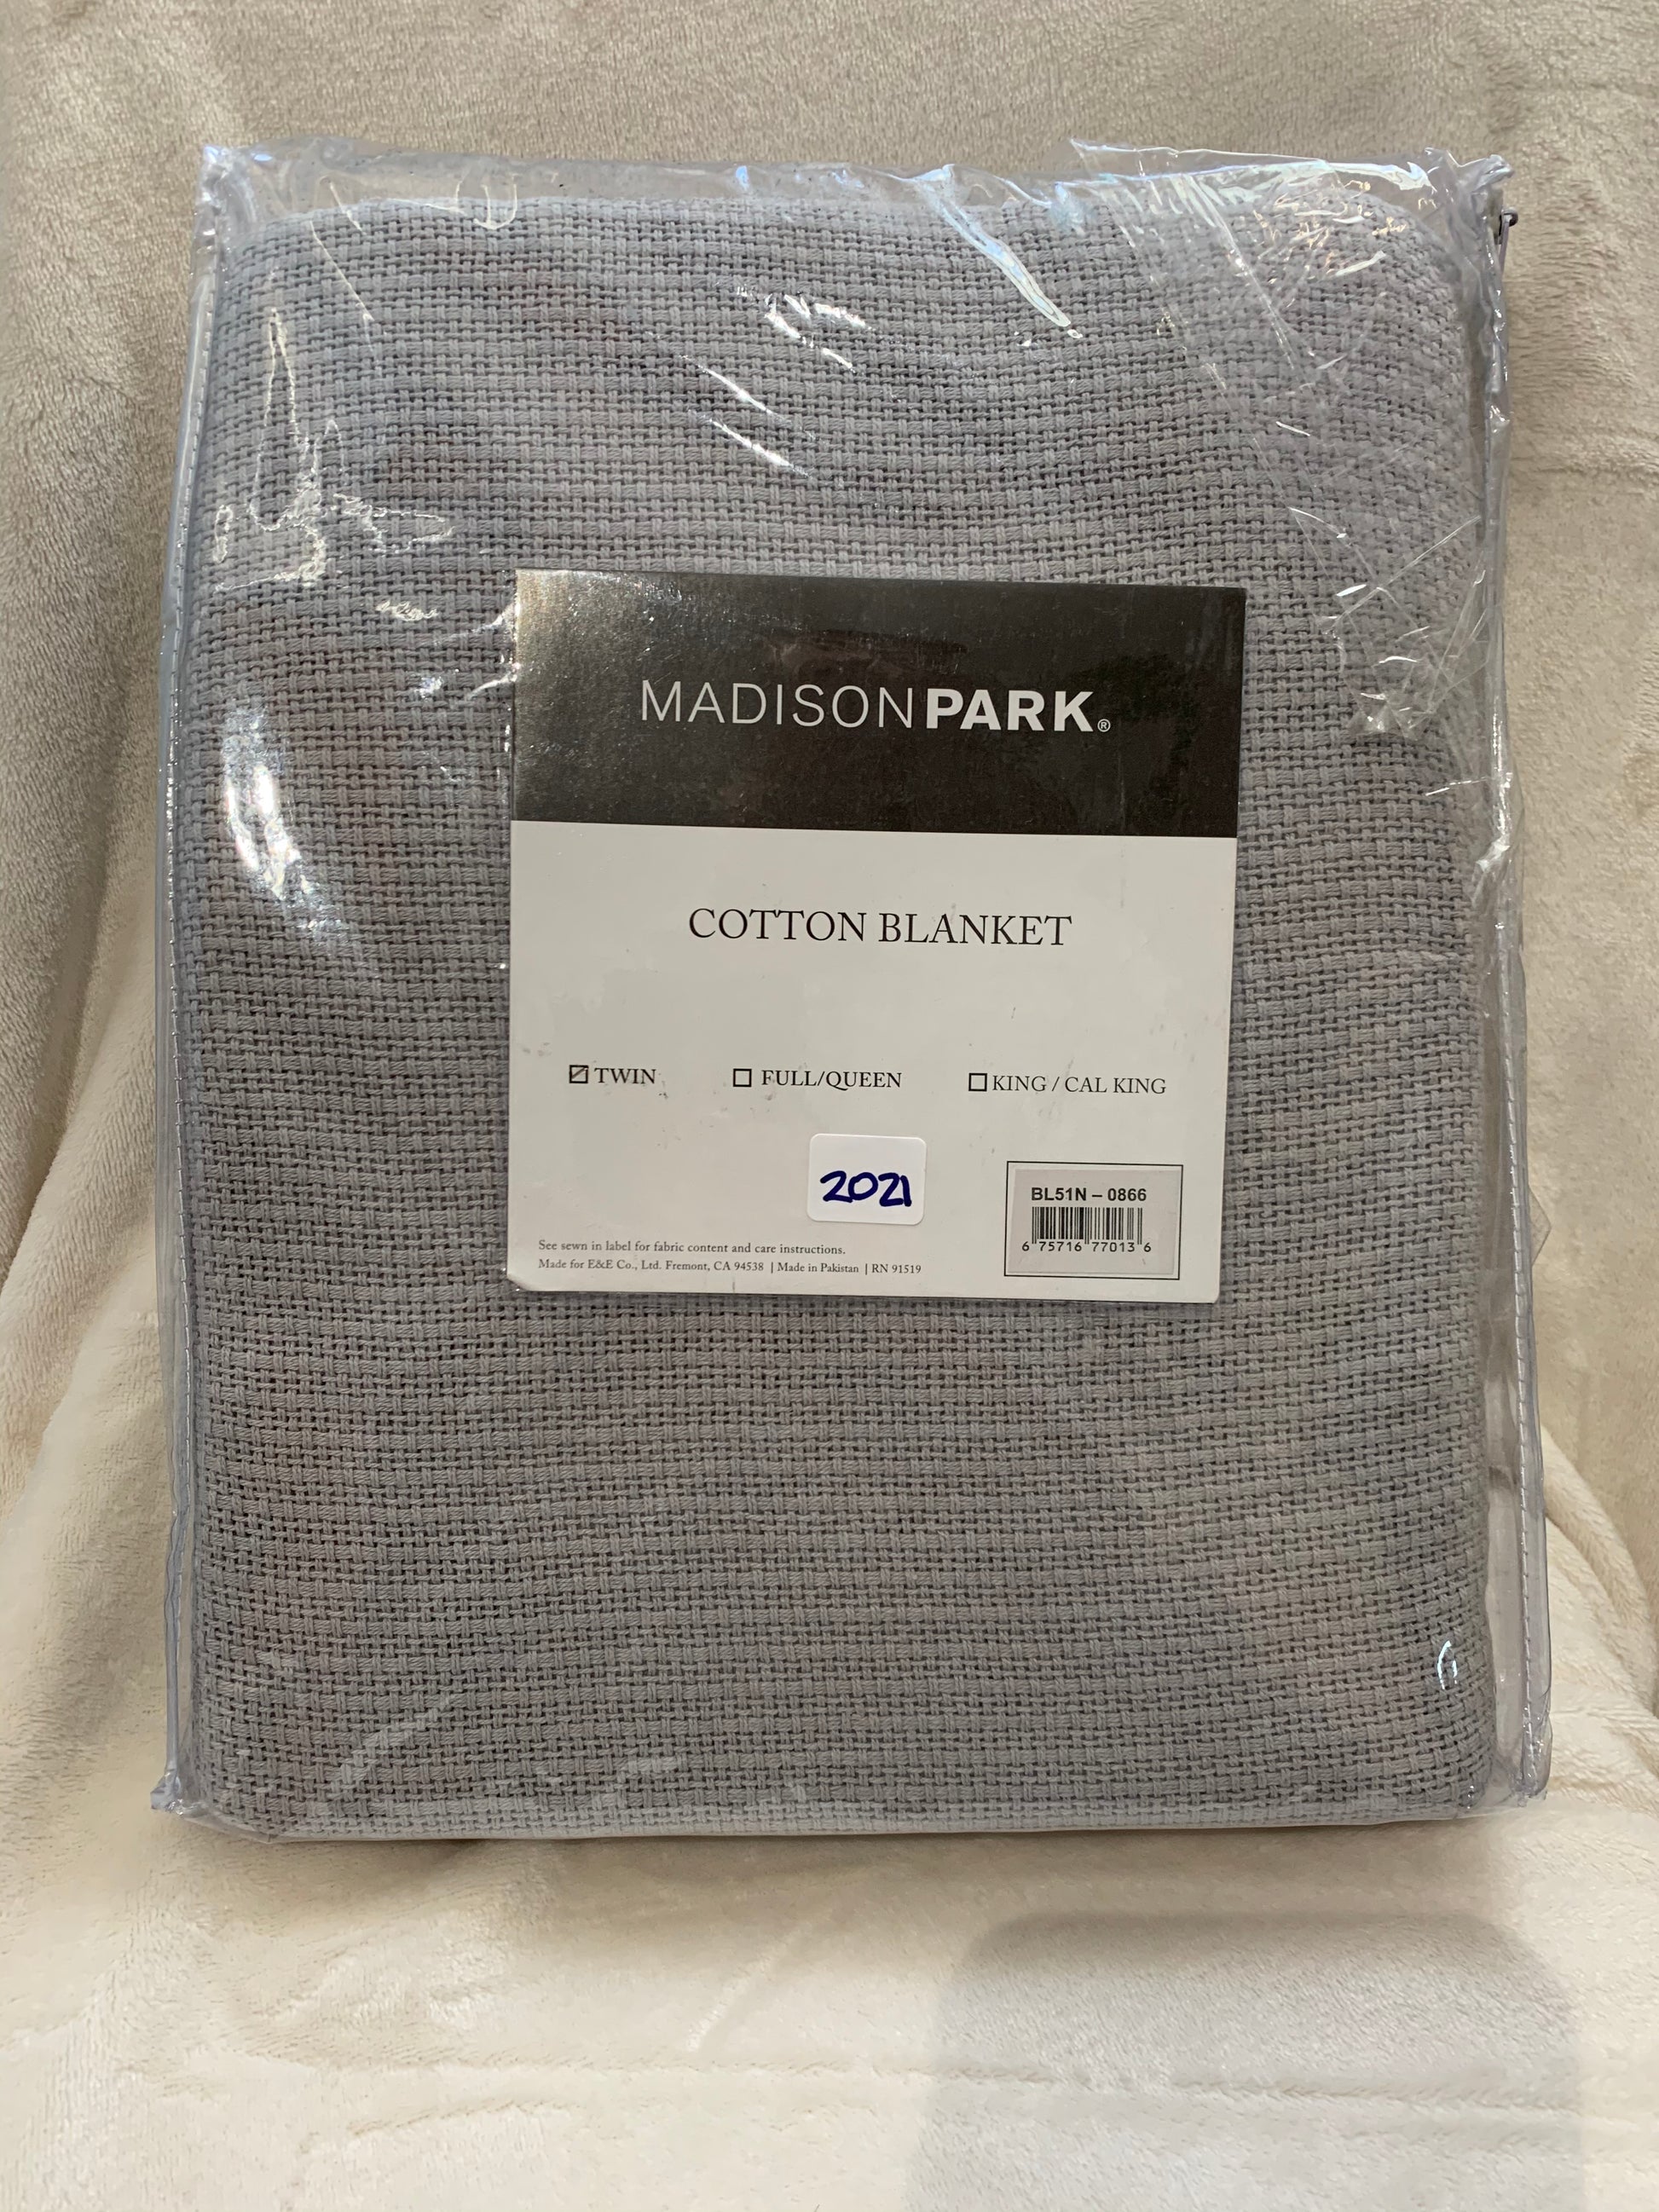 MADISONPARK®
COTTON BLANKET
TWIN FULL/QUEEN KING / CAL KING
2021
BL51N – 0866
6 75716 77013 6
See sewn in label for fabric content and care instructions.
Made for E&E Co., Ltd. Fremont, CA 94538 | Made in Pakistan | RN 91519